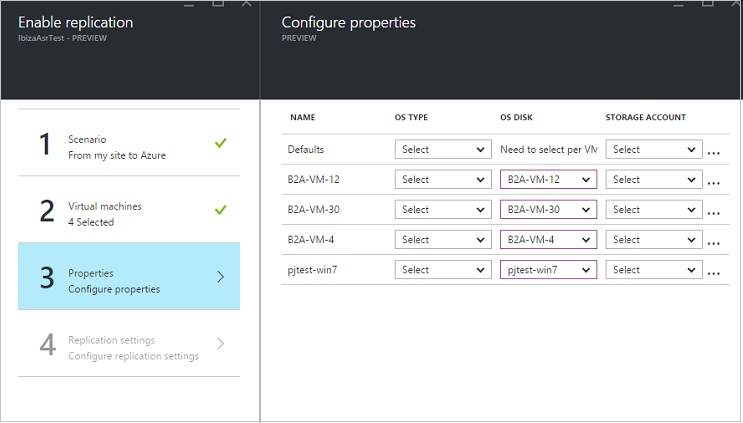 Enable replication
IbizaAsrTest - PREVIEW
1
Scenario
From my site to Azure
2
Virtual machines
4 Selected
3
Properties
Configure properties
4
Replication settings
Configure replication settings
Configure properties
PREVIEW
NAME OS TYPE OS DISK STORAGE ACCOUNT
Defaults Select Need to select per VM Select ...
B2A-VM-12 Select B2A-VM-12 Select ...
B2A-VM-30 Select B2A-VM-30 Select ...
B2A-VM-4 Select B2A-VM-4 Select ...
pjtest-win7 Select pjtest-win7 Select ...